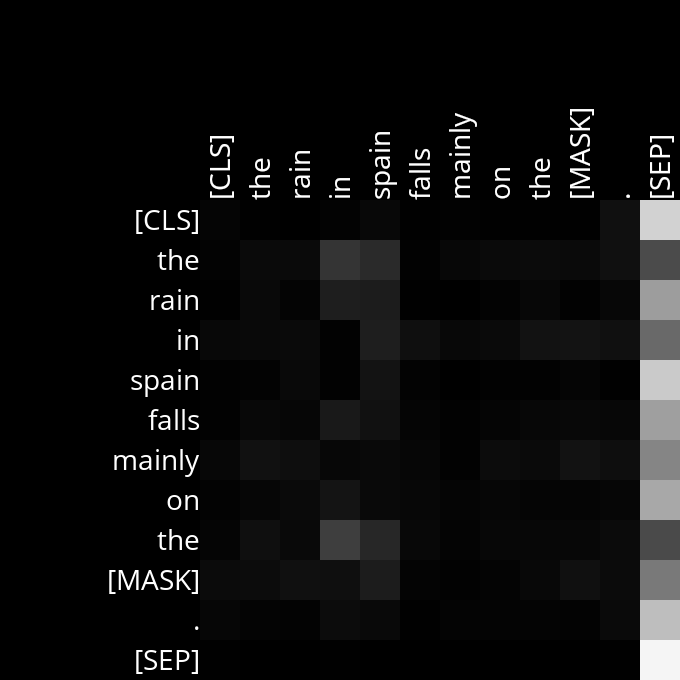 [CLS] the rain in spain falls mainly on the [MASK] . [SEP]
[CLS]
the
rain
in
spain
falls
mainly
on
the
[MASK]
.
[SEP]